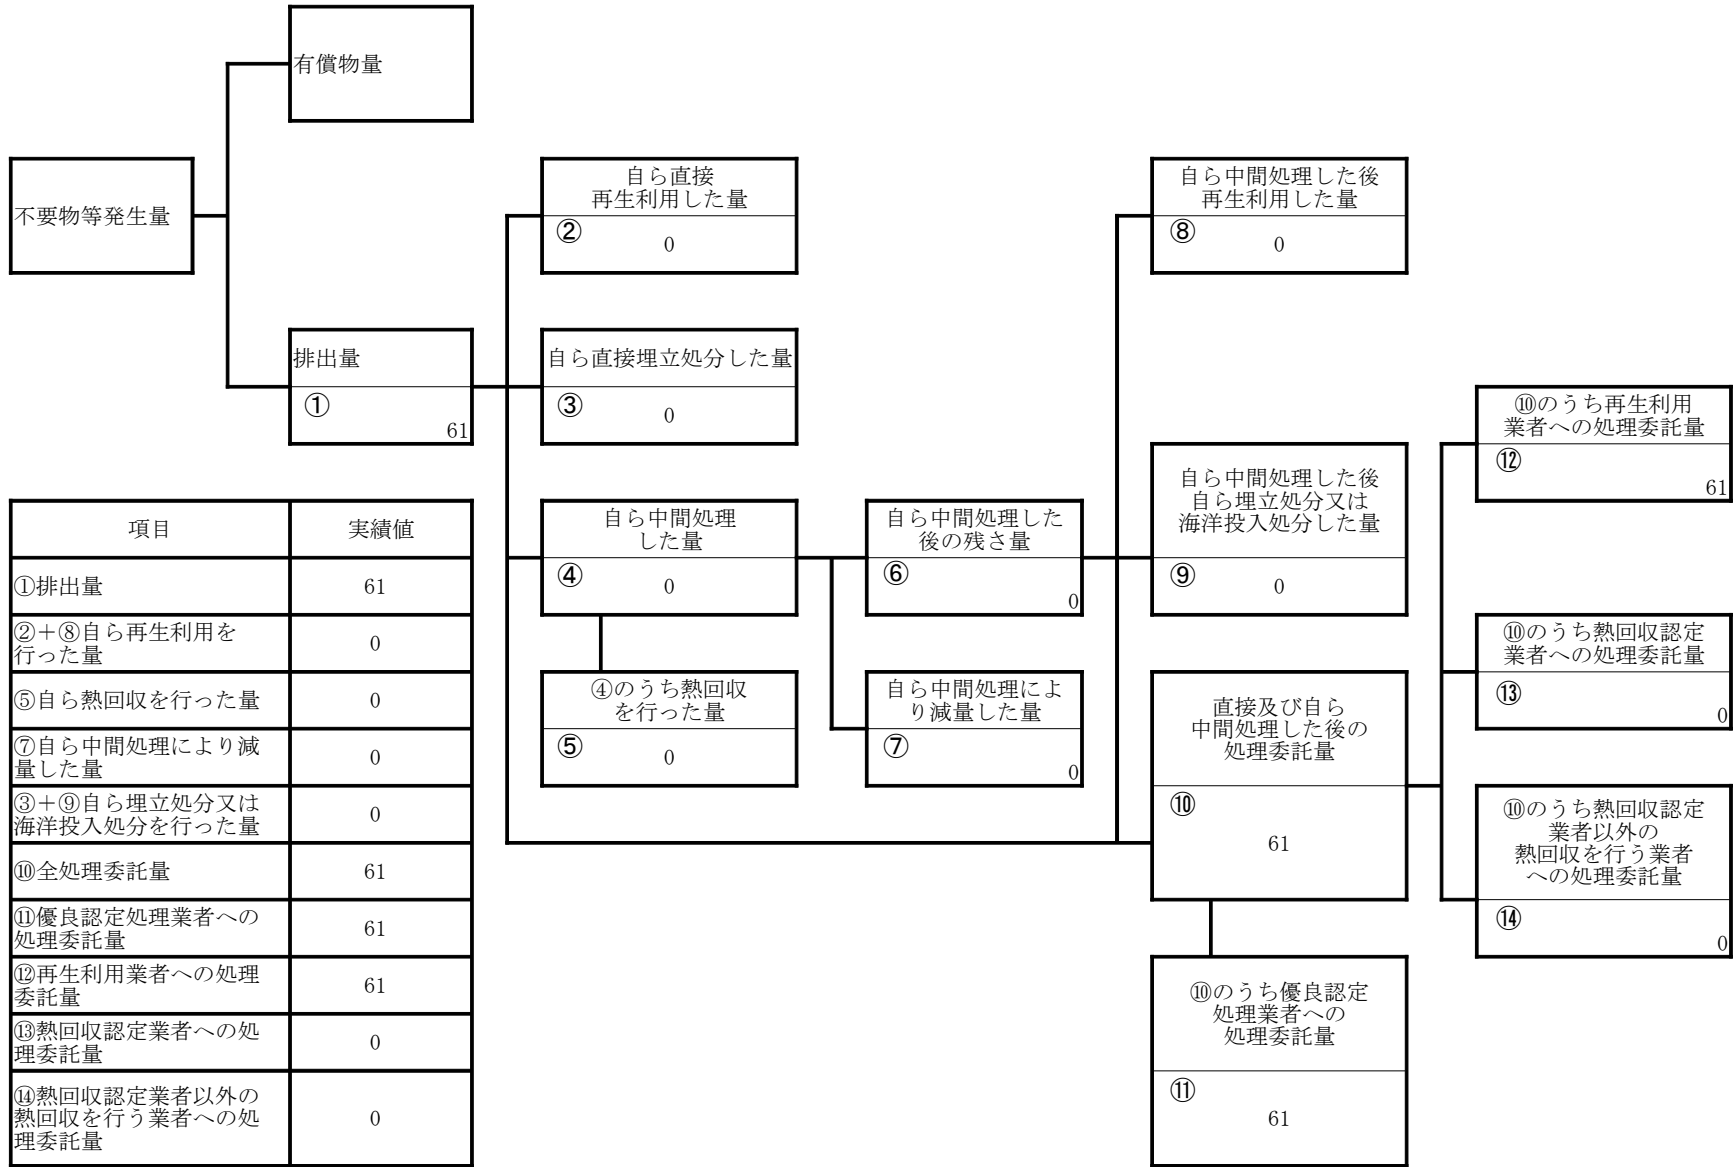 有償物量
不要物等発生量
排出量
①
61
自ら直接
再生利用した量
②
0
自ら直接埋立処分した量
③
0
自ら中間処理
した量
④
0
④のうち熱回収
を行った量
⑤
0
自ら中間処理した
後の残さ量
⑥
0
自ら中間処理によ
り減量した量
⑦
0
自ら中間処理した後
再生利用した量
⑧
0
自ら中間処理した後
自ら埋立処分又は
海洋投入処分した量
⑨
0
直接及び自ら
中間処理した後の
処理委託量
⑩
61
⑩のうち優良認定
処理業者への
処理委託量
⑪
61
⑩のうち再生利用
業者への処理委託量
⑫
61
⑩のうち熱回収認定
業者への処理委託量
⑬
0
⑩のうち熱回収認定
業者以外の
熱回収を行う業者
への処理委託量
⑭
0
項目 実績値
①排出量 61
②＋⑧自ら再生利用を
行った量 0
⑤自ら熱回収を行った量 0
⑦自ら中間処理により減
量した量 0
③＋⑨自ら埋立処分又は
海洋投入処分を行った量 0
⑩全処理委託量 61
⑪優良認定処理業者への
処理委託量 61
⑫再生利用業者への処理
委託量 61
⑬熱回収認定業者への処
理委託量 0
⑭熱回収認定業者以外の
熱回収を行う業者への処 0
理委託量